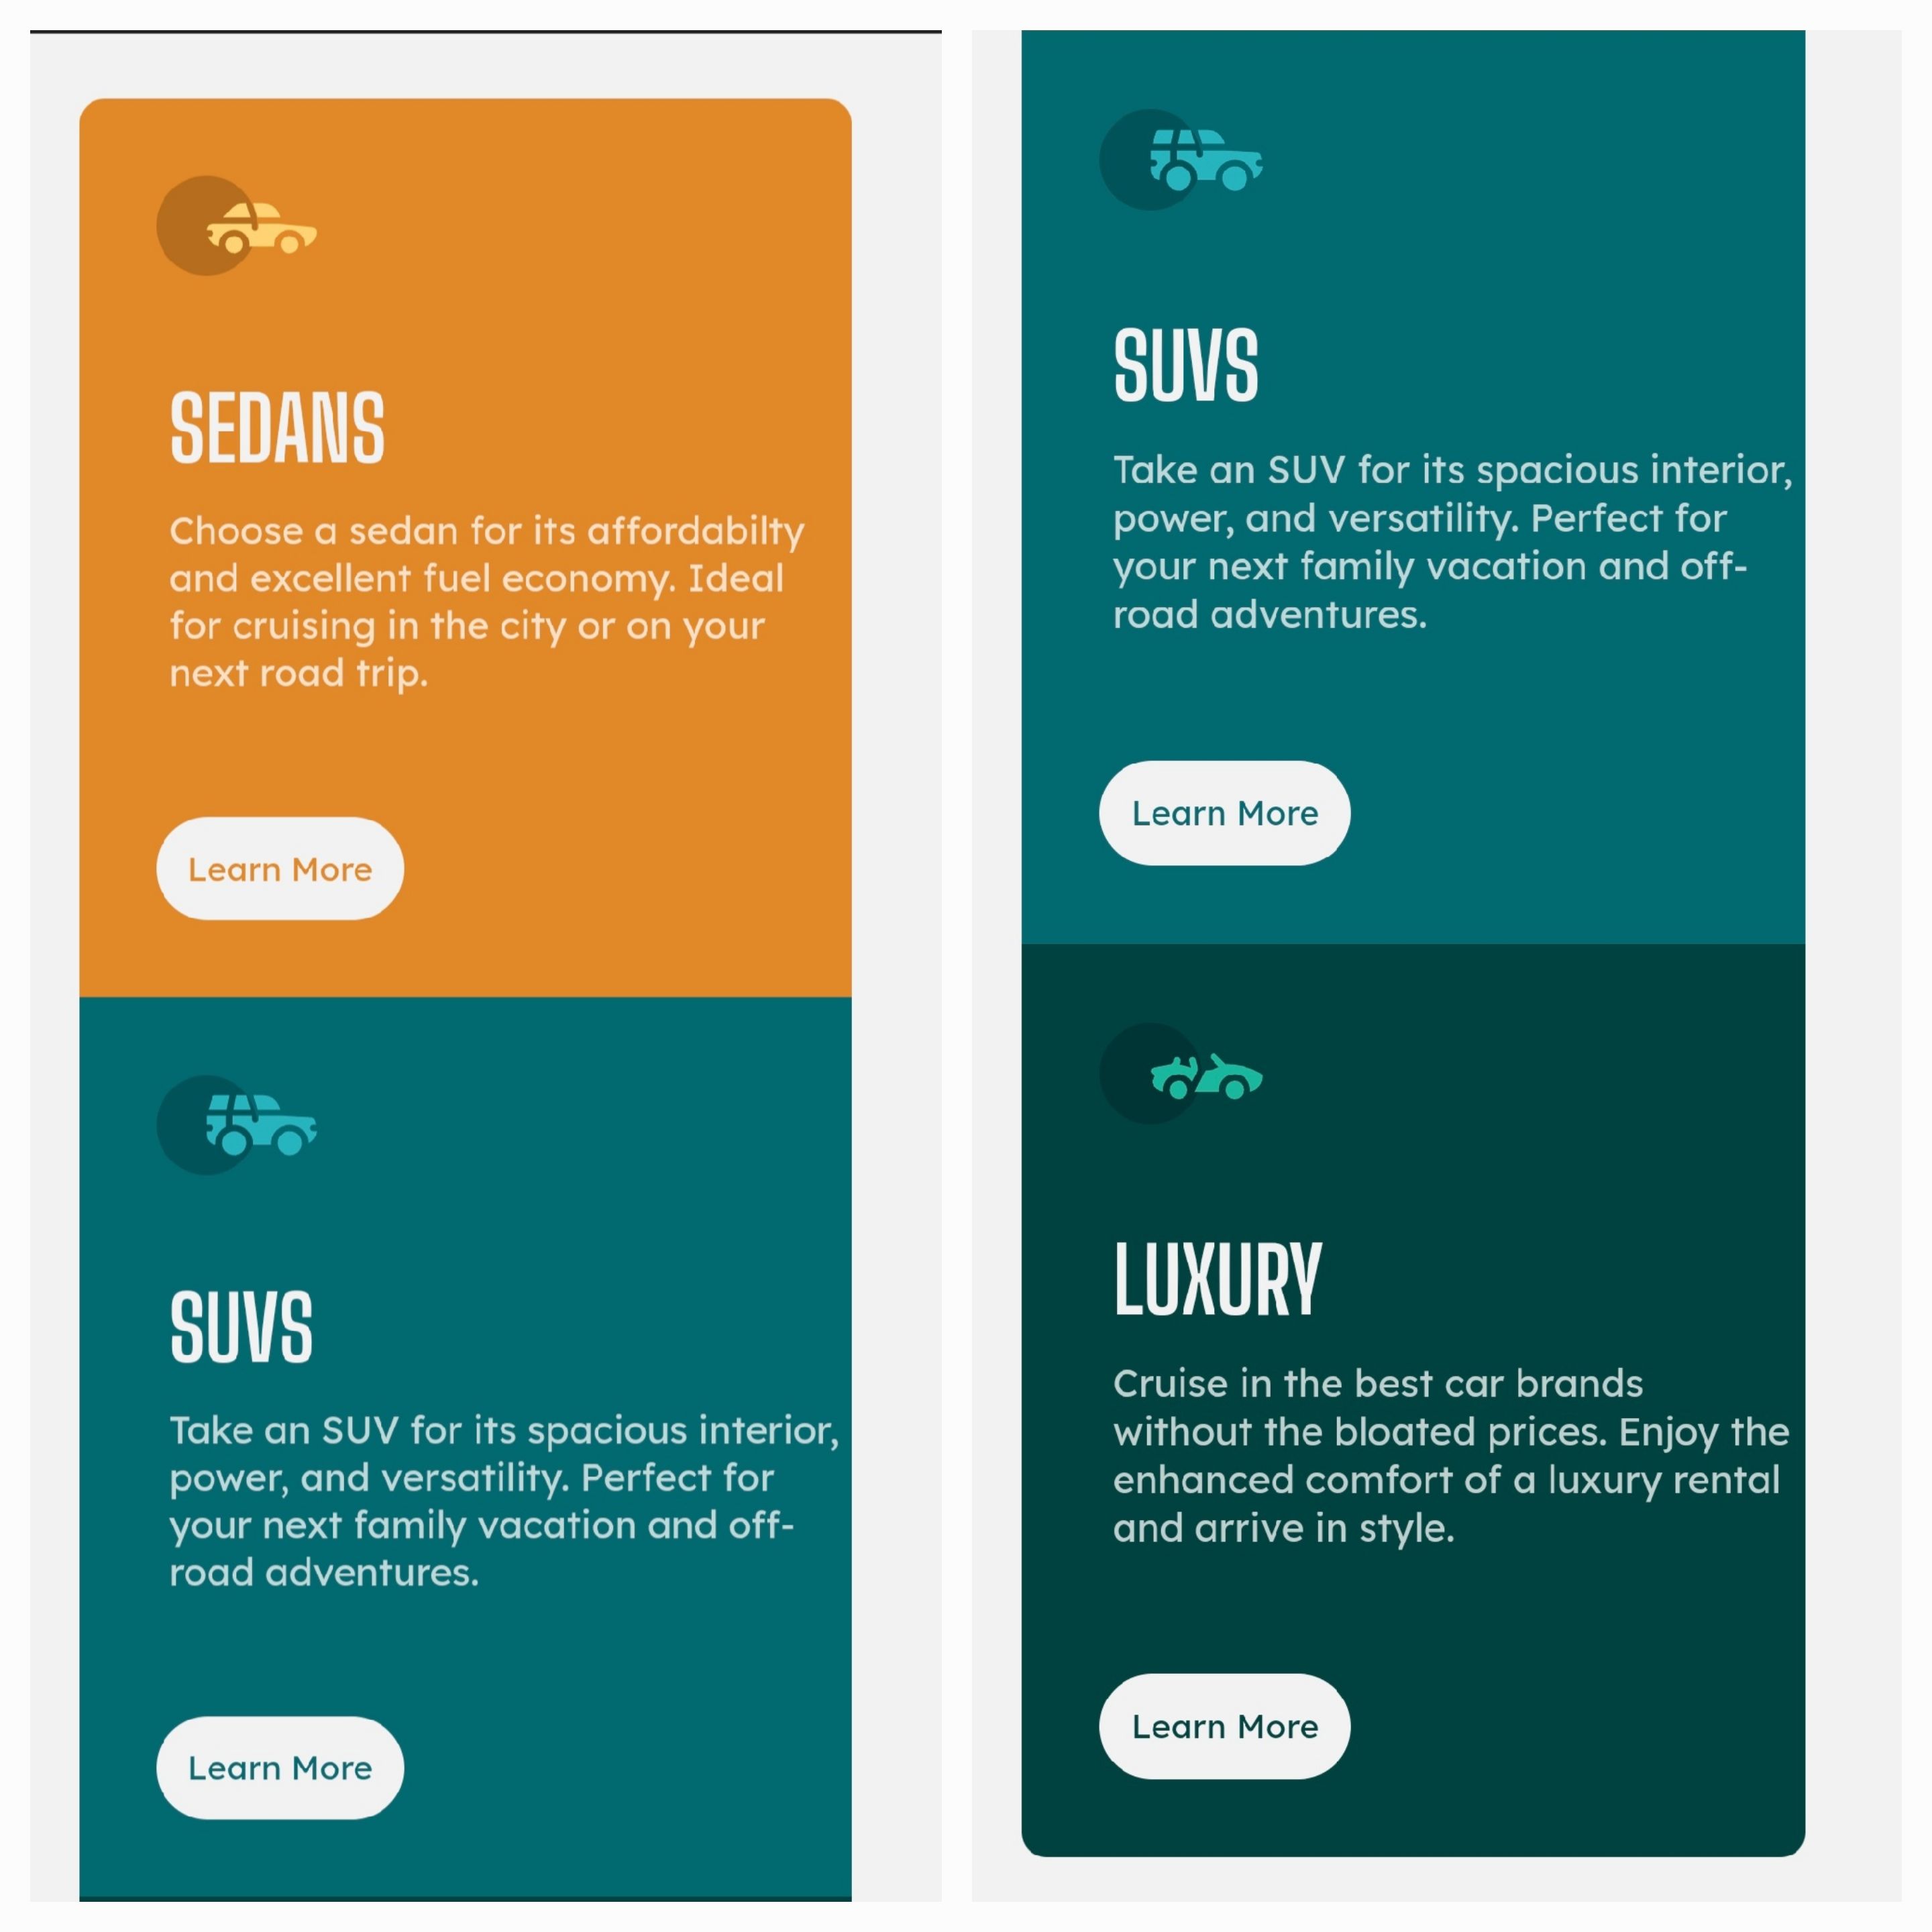 SEDANS
Choose a sedan for its affordabilty
and excellent fuel economy. Ideal
for cruising in the city or on your
next road trip.
Learn More
SUVS
Take an SUV for its spacious interior,
power, and versatility. Perfect for
your next family vacation and off-
road adventures.
Learn More
SUVS
Take an SUV for its spacious interior,
power, and versatility. Perfect for
your next family vacation and off-
road adventures.
Learn More
LUXURY
Cruise in the best car brands
without the bloated prices. Enjoy the
enhanced comfort of a luxury rental
and arrive in style.
Learn More